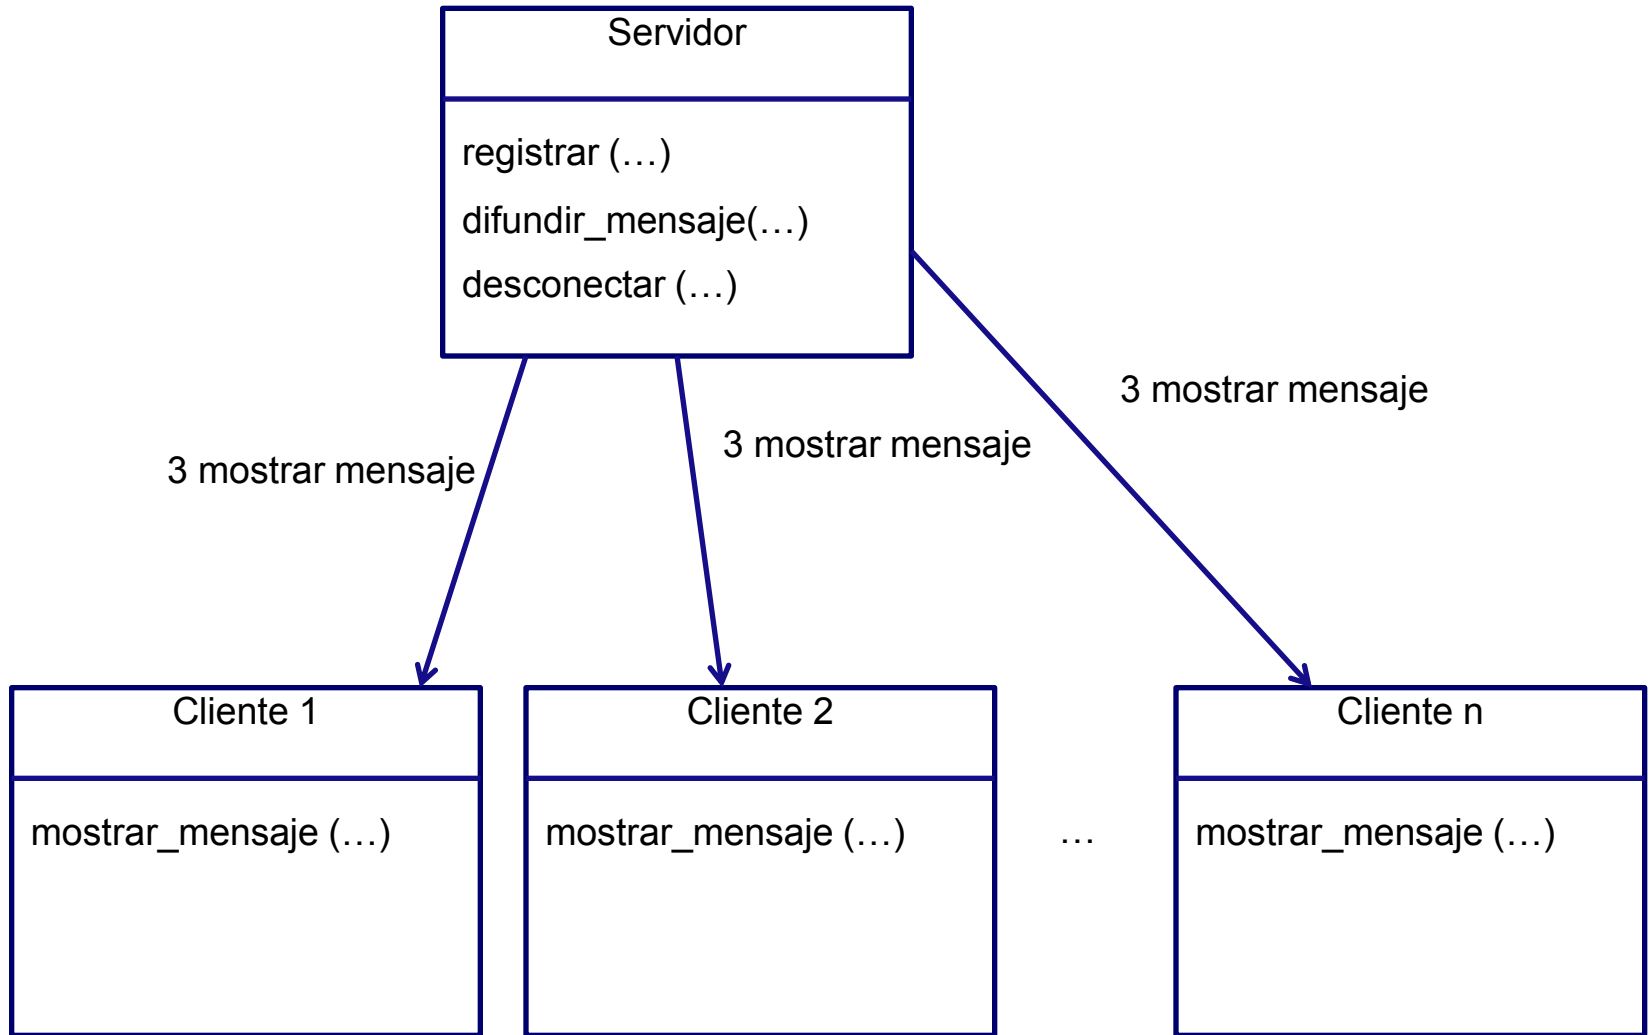 Servidor
registrar (…)
difundir_mensaje(…)
desconectar (…)
3 mostrar mensaje
3 mostrar mensaje
3 mostrar mensaje
Cliente 1
mostrar_mensaje (…)
Cliente 2
mostrar_mensaje (…)
…
Cliente n
mostrar_mensaje (…)